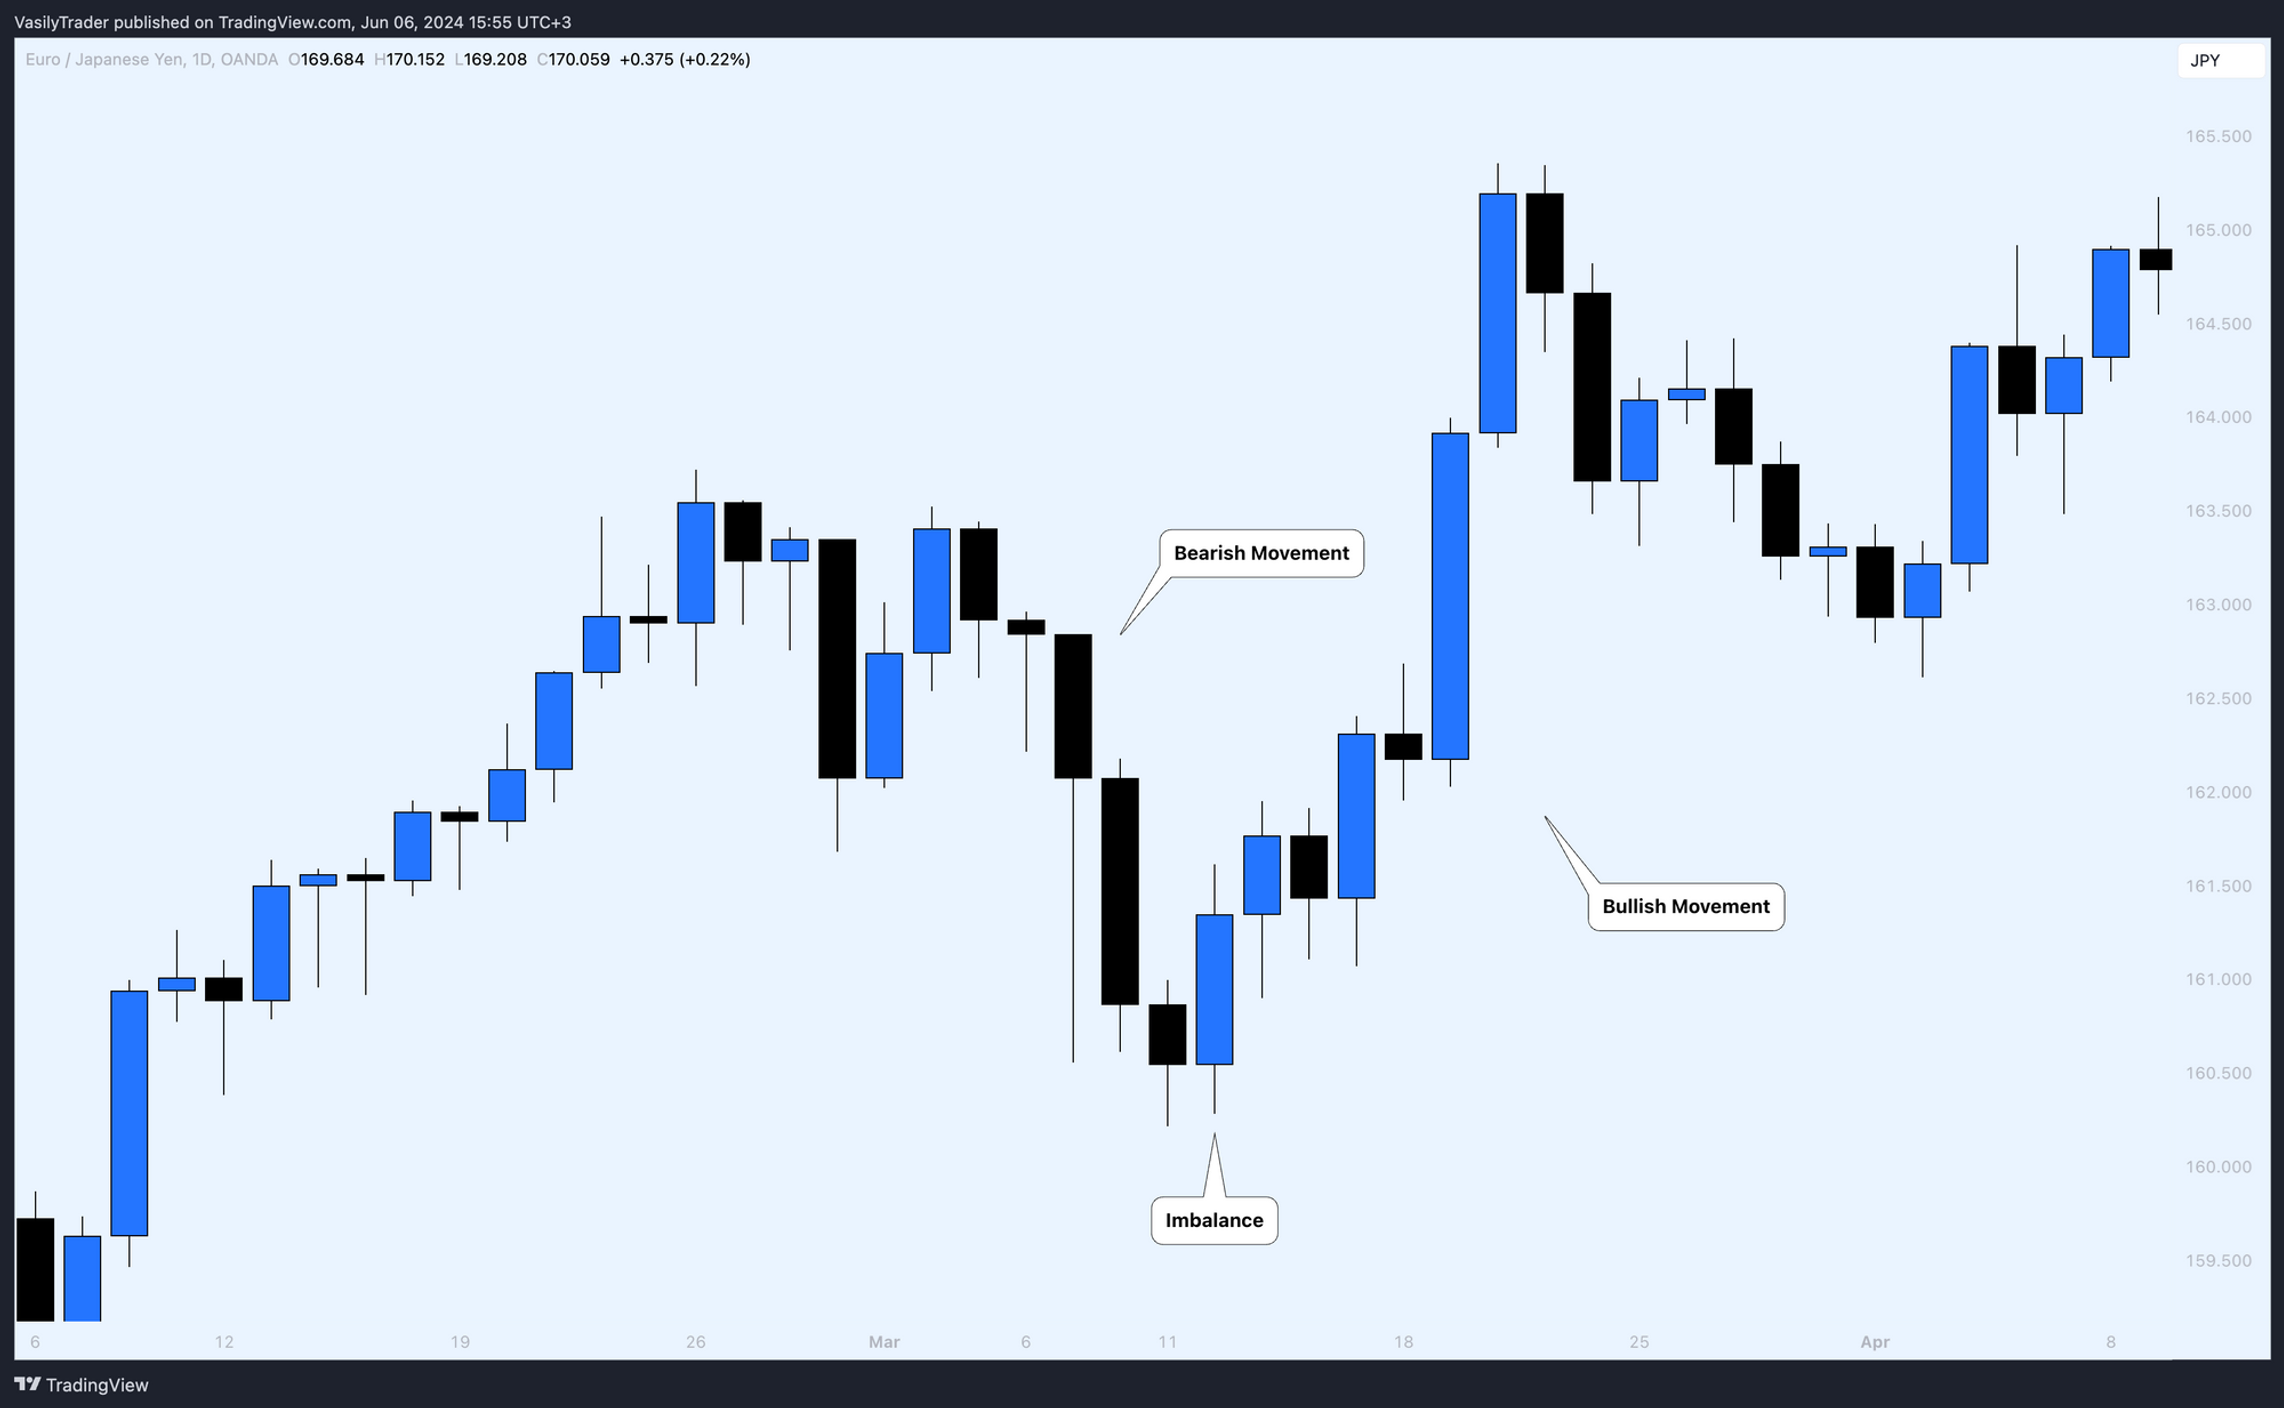 VasilyTrader published on TradingView.com, Jun 06, 2024 15:55 UTC+3
Euro / Japanese Yen, 1D, OANDA O169.684 H170.152 L169.208 C170.059 +0.375 (+0.22%)
JPY
165.500
165.000
164.500
164.000
163.500
Bearish Movement
163.000
162.500
162.000
161.500
Bullish Movement
161.000
160.500
160.000
Imbalance
159.500
6 12 19 26 Mar 6 11 18 25 Apr 8
TradingView